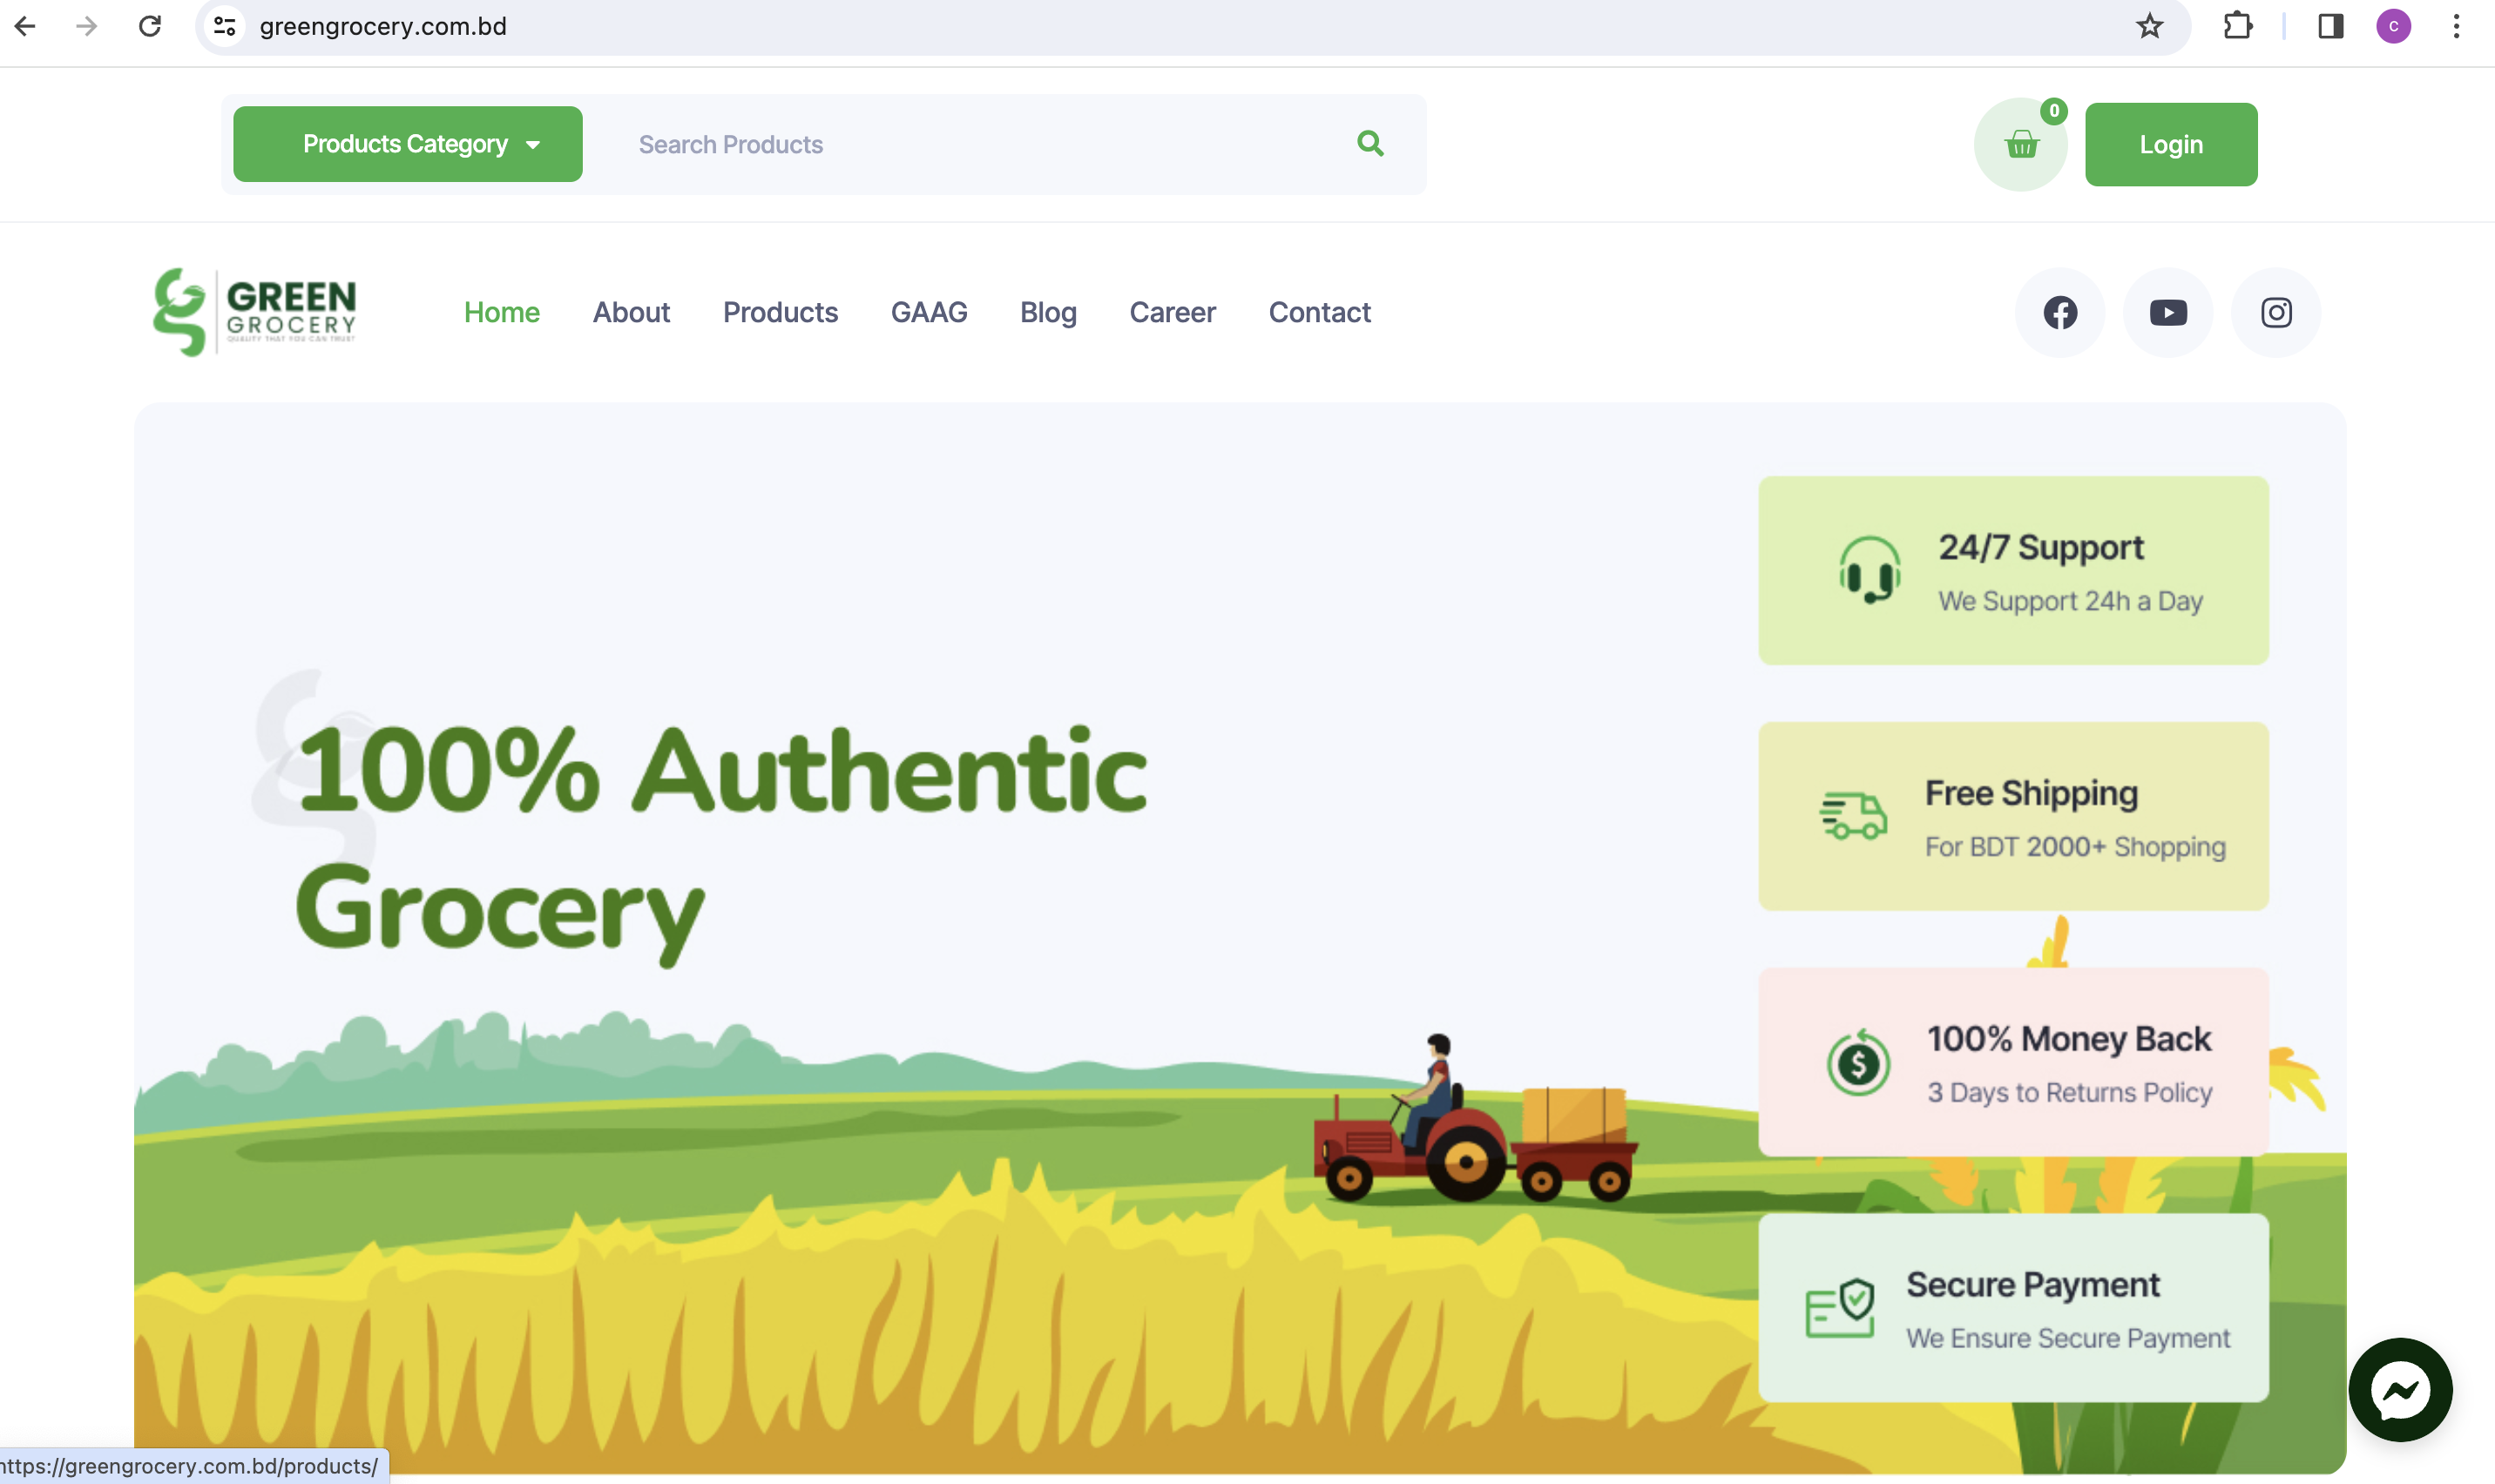 greengrocery.com.bd
C
Products Category
Search Products
0
Login
GREEN
GROCERY
QUALITY THAT YOU CAN TRUST
Home
About
Products
GAAG
Blog
Career
Contact
100% Authentic
Grocery
24/7 Support
We Support 24h a Day
Free Shipping
For BDT 2000+ Shopping
$
100% Money Back
3 Days to Returns Policy
Secure Payment
We Ensure Secure Payment
https://greengrocery.com.bd/products/